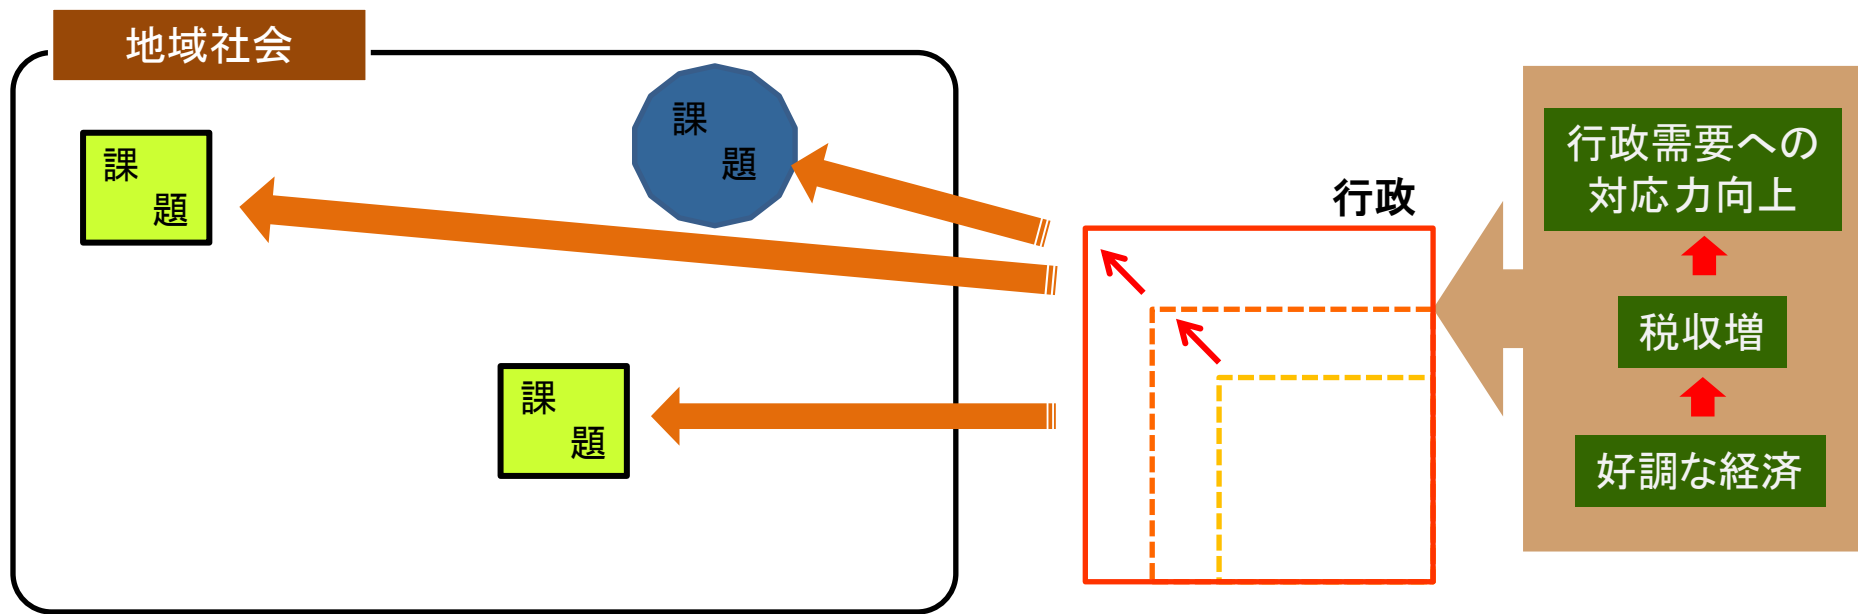 地域社会
課
題
課
題
課
題
行政
行政需要への
対応力向上
税収増
好調な経済